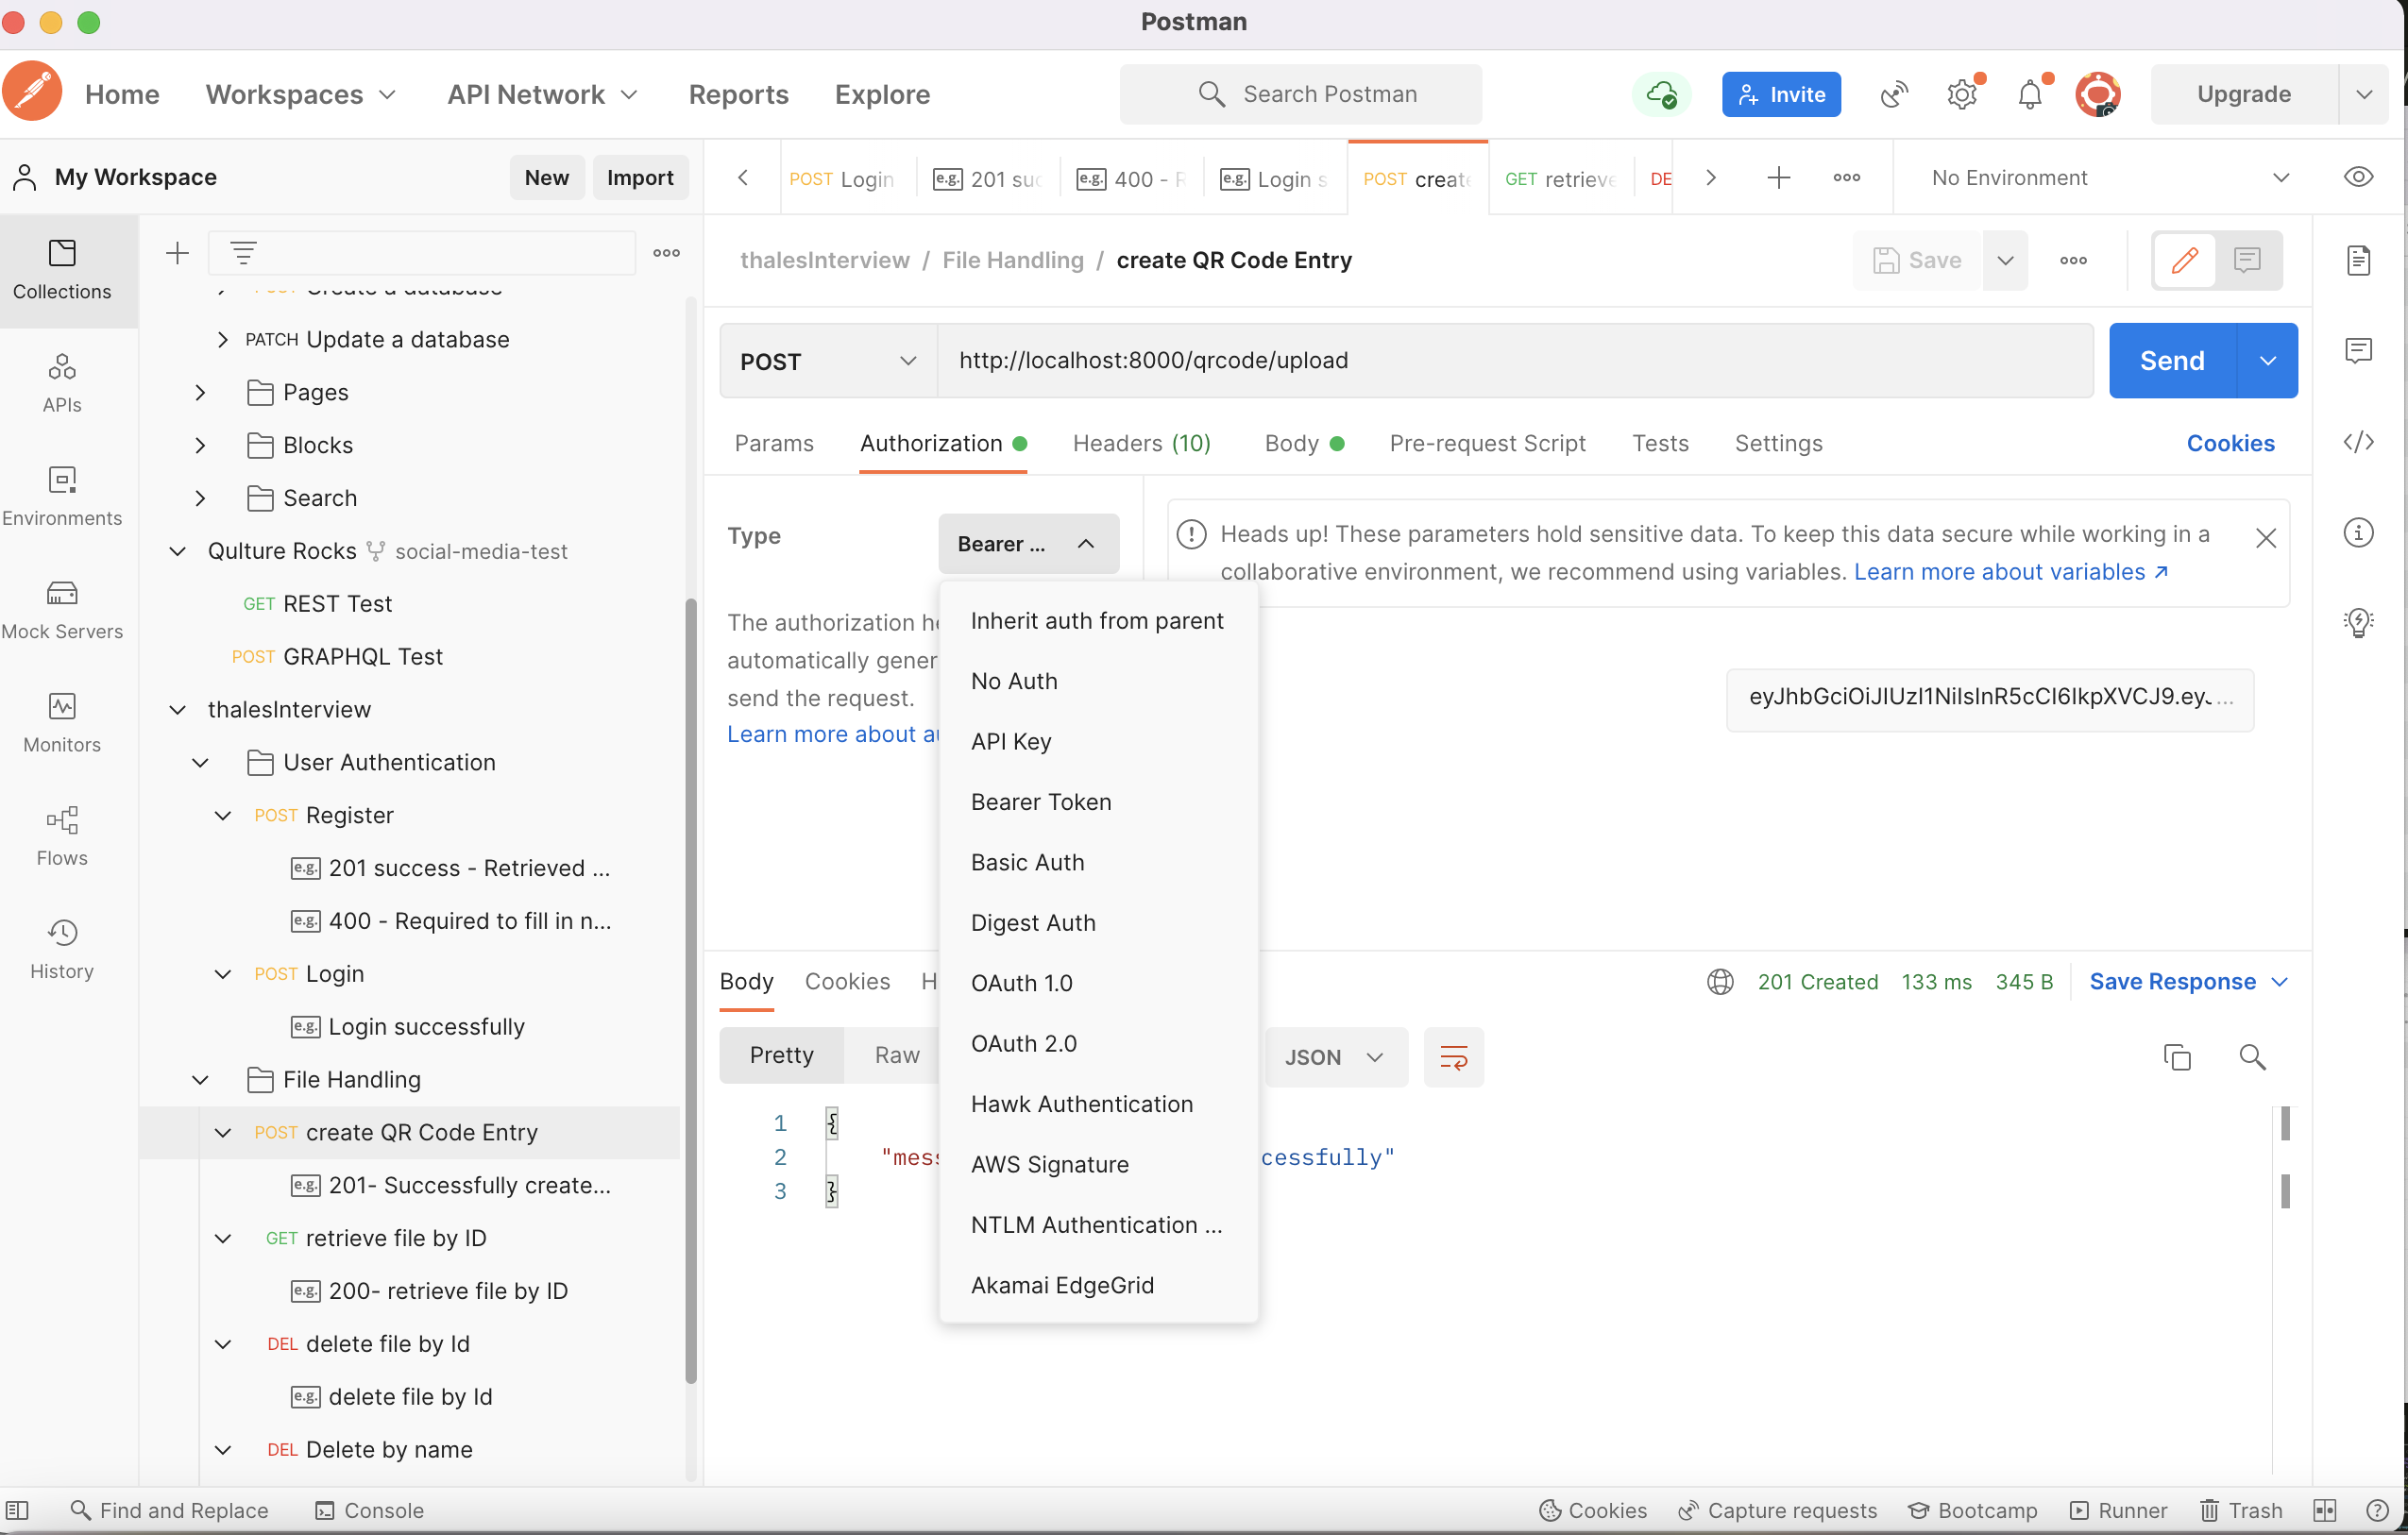 Postman
Home
Workspaces
API Network
Reports
Explore
Search Postman
Invite
Upgrade
My Workspace
New
Import
POST Login
e.g. 201 suc
e.g. 400 - R
e.g. Login s
POST create
GET retrieve
DE
No Environment
Collections
APIs
Environments
Mock Servers
Monitors
Flows
History
Create a database
PATCH Update a database
Pages
Blocks
Search
Qulture Rocks social-media-test
GET REST Test
POST GRAPHQL Test
thalesInterview
User Authentication
POST Register
e.g. 201 success - Retrieved ...
e.g. 400 - Required to fill in n...
POST Login
e.g. Login successfully
File Handling
POST create QR Code Entry
e.g. 201- Successfully create...
GET retrieve file by ID
e.g. 200- retrieve file by ID
DEL delete file by Id
e.g. delete file by Id
DEL Delete by name
thalesInterview / File Handling / create QR Code Entry
Save
POST http://localhost:8000/qrcode/upload
Send
Params Authorization Headers (10) Body Pre-request Script Tests Settings Cookies
Type
Bearer ...
Heads up! These parameters hold sensitive data. To keep this data secure while working in a
collaborative environment, we recommend using variables. Learn more about variables ↗
The authorization he
automatically gener
send the request.
Learn more about au
Inherit auth from parent
No Auth
API Key
Bearer Token
Basic Auth
Digest Auth
OAuth 1.0
OAuth 2.0
Hawk Authentication
AWS Signature
NTLM Authentication ...
Akamai EdgeGrid
eyJhbGciOiJIUzI1NiIsInR5cCI6IkpXVCJ9.eyJ...
Body Cookies H
201 Created 133 ms 345 B Save Response
Pretty Raw JSON
1 {
2 "mess cessfully"
3 }
Find and Replace Console
Cookies Capture requests Bootcamp Runner Trash